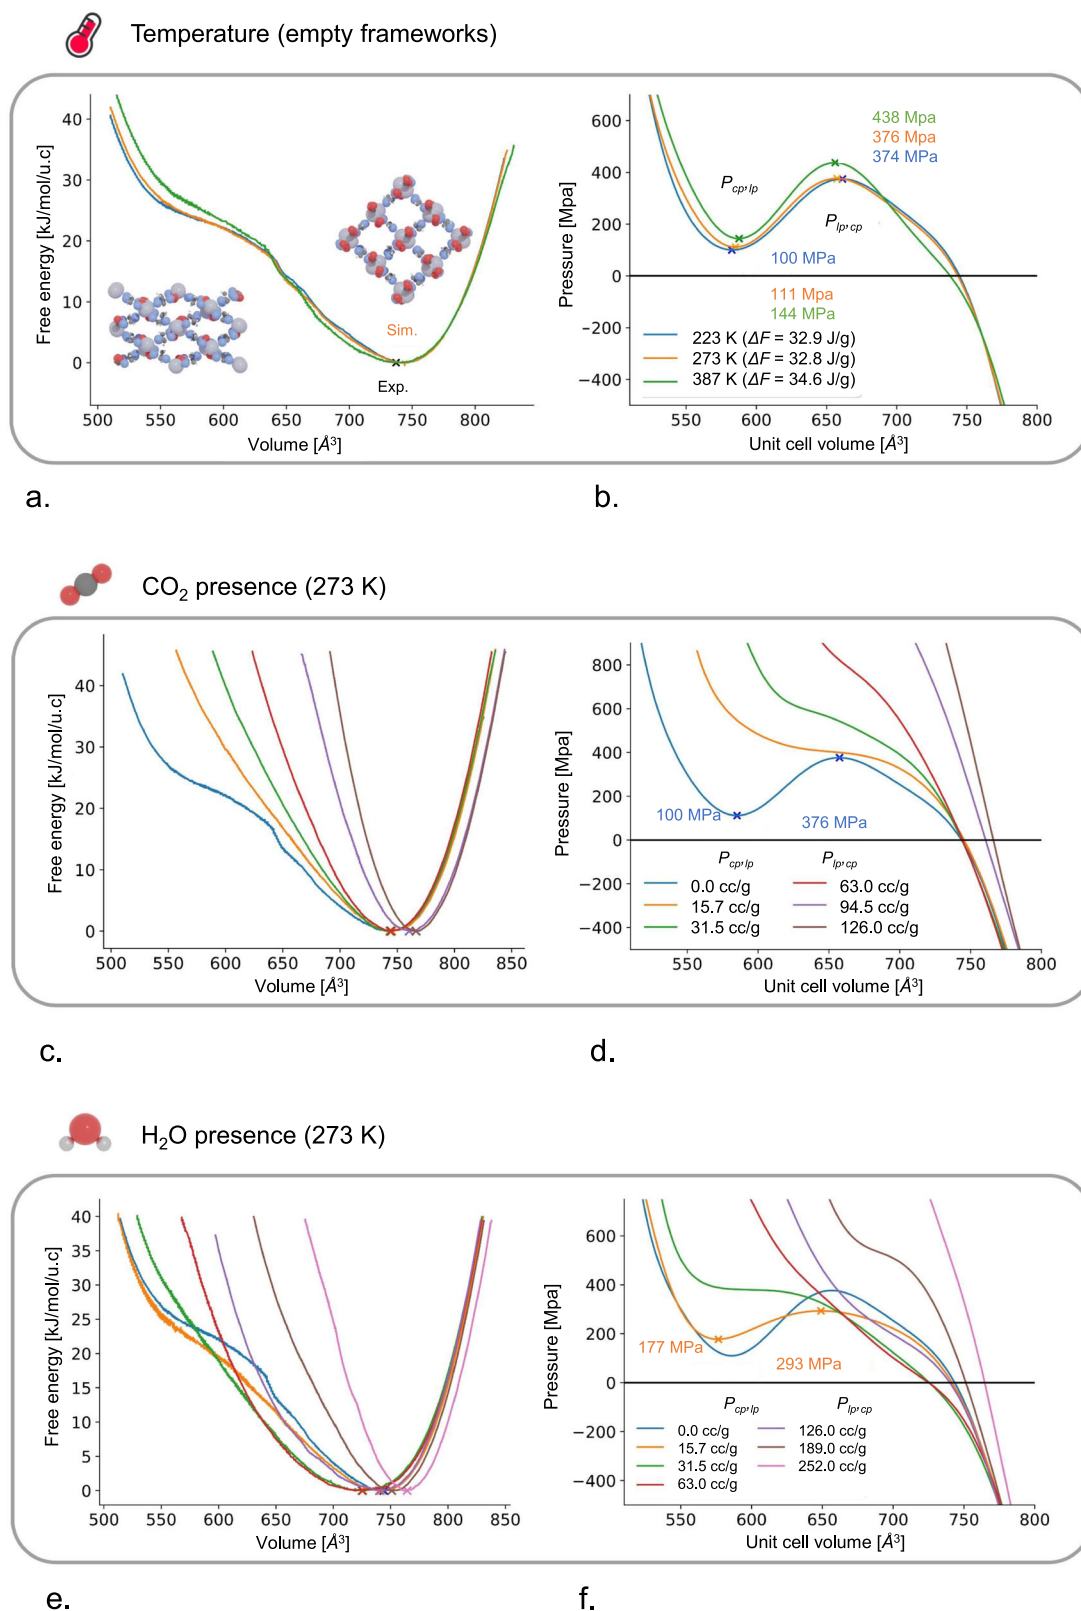 Temperature (empty frameworks)
Free energy [kJ/mol/u.c]
40
30
20
10
0
Sim.
Exp.
500 550 600 650 700 750 800
Volume [Å³]
Pressure [Mpa]
600
400
200
0
−200
−400
438 Mpa
376 Mpa
374 MPa
Pcp,lp
Plp,cp
100 MPa
111 Mpa
144 MPa
223 K (ΔF = 32.9 J/g)
273 K (ΔF = 32.8 J/g)
387 K (ΔF = 34.6 J/g)
550 600 650 700 750 800
Unit cell volume [Å³]
a.
b.
CO₂ presence (273 K)
Free energy [kJ/mol/u.c]
40
30
20
10
0
500 550 600 650 700 750 800 850
Volume [Å³]
Pressure [Mpa]
800
600
400
200
0
−200
−400
100 MPa
376 MPa
Pcp,lp
Plp,cp
0.0 cc/g
15.7 cc/g
31.5 cc/g
63.0 cc/g
94.5 cc/g
126.0 cc/g
550 600 650 700 750 800
Unit cell volume [Å³]
c.
d.
H₂O presence (273 K)
Free energy [kJ/mol/u.c]
40
35
30
25
20
15
10
5
0
500 550 600 650 700 750 800 850
Volume [Å³]
Pressure [Mpa]
600
400
200
0
−200
−400
177 MPa
293 MPa
Pcp,lp
Plp,cp
0.0 cc/g
15.7 cc/g
31.5 cc/g
63.0 cc/g
126.0 cc/g
189.0 cc/g
252.0 cc/g
550 600 650 700 750 800
Unit cell volume [Å³]
e.
f.